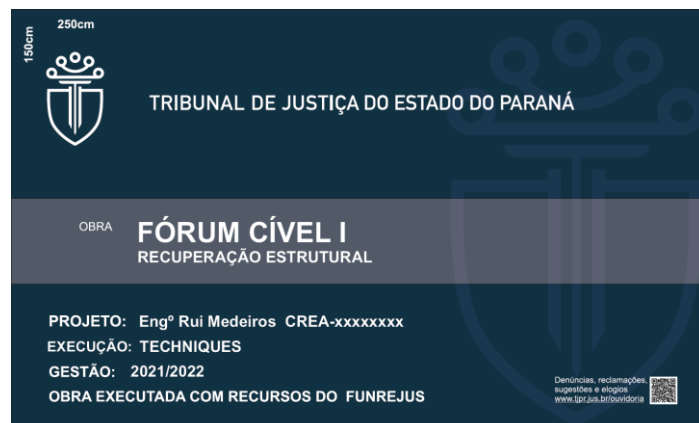 250cm
150cm
TRIBUNAL DE JUSTIÇA DO ESTADO DO PARANÁ
OBRA
FÓRUM CÍVEL I
RECUPERAÇÃO ESTRUTURAL
PROJETO: Engº Rui Medeiros CREA-xxxxxxxx
EXECUÇÃO: TECHNIQUES
GESTÃO: 2021/2022
OBRA EXECUTADA COM RECURSOS DO FUNREJUS
Denúncias, reclamações,
sugestões e elogios
www.tjpr.jus.br/ouvidoria